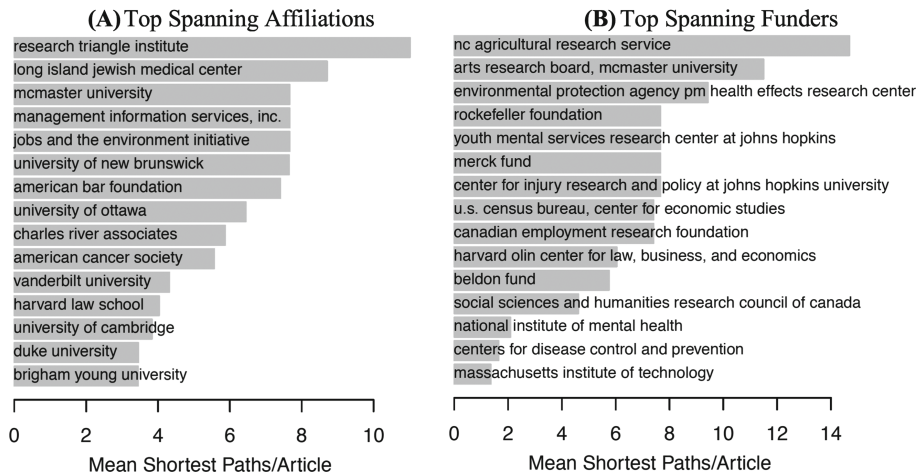 (A) Top Spanning Affiliations
research triangle institute
long island jewish medical center
mcmaster university
management information services, inc.
jobs and the environment initiative
university of new brunswick
american bar foundation
university of ottawa
charles river associates
american cancer society
vanderbilt university
harvard law school
university of cambridge
duke university
brigham young university
0 2 4 6 8 10
Mean Shortest Paths/Article
(B) Top Spanning Funders
nc agricultural research service
arts research board, mcmaster university
environmental protection agency pm health effects research center
rockefeller foundation
youth mental services research center at johns hopkins
merck fund
center for injury research and policy at johns hopkins university
u.s. census bureau, center for economic studies
canadian employment research foundation
harvard olin center for law, business, and economics
beldon fund
social sciences and humanities research council of canada
national institute of mental health
centers for disease control and prevention
massachusetts institute of technology
0 2 4 6 8 10 12 14
Mean Shortest Paths/Article